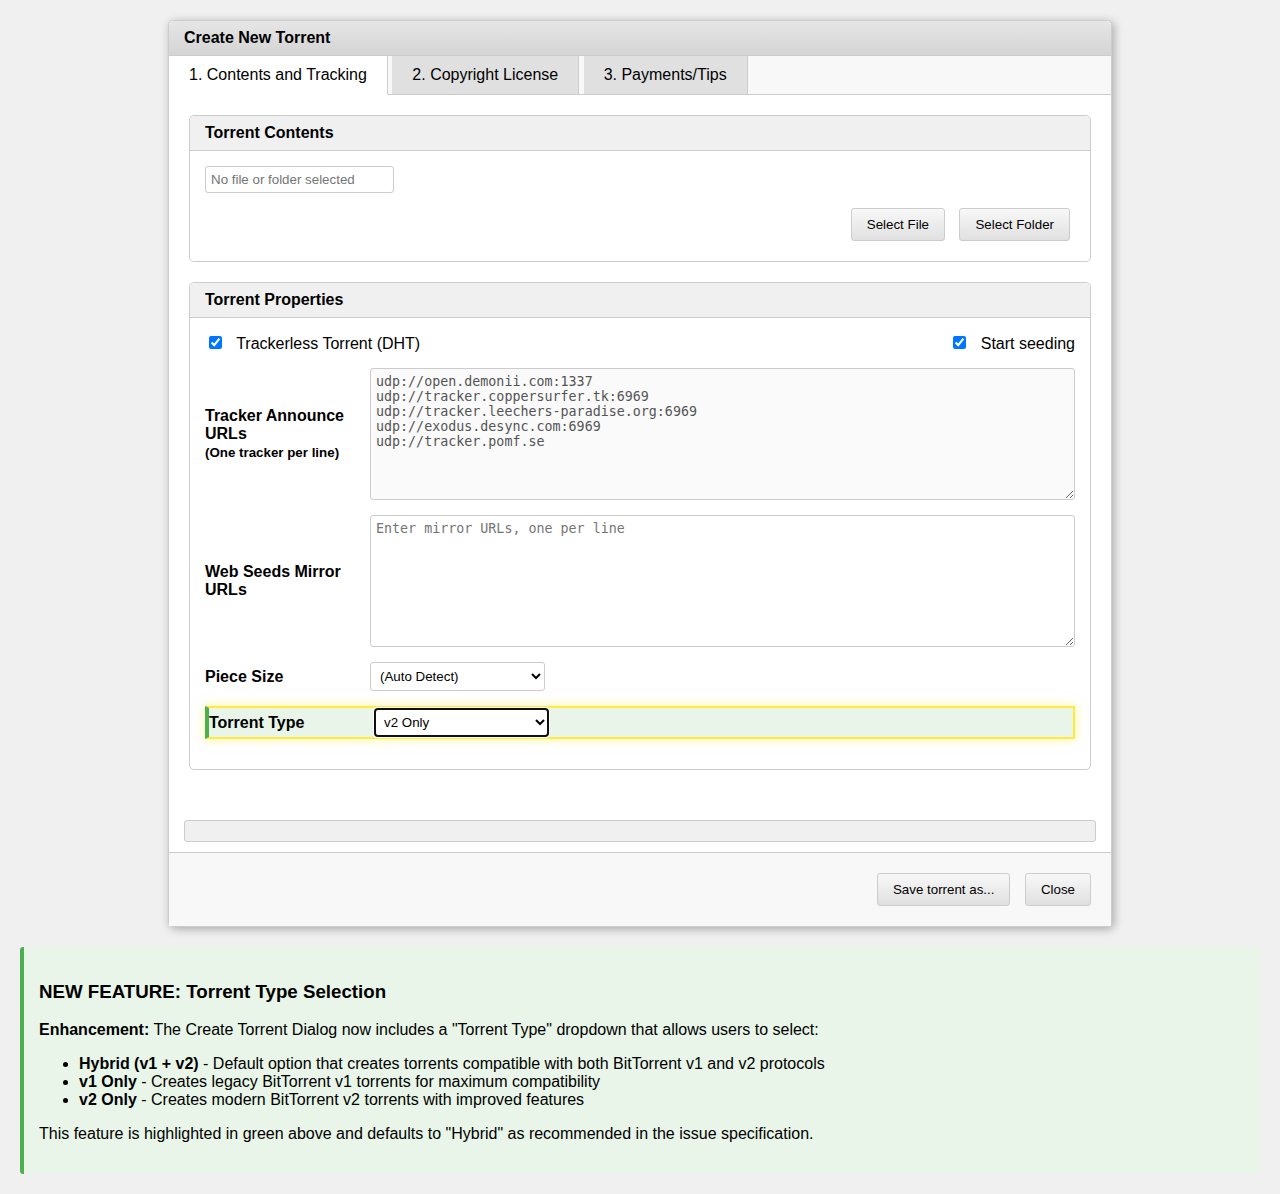 Create New Torrent
1. Contents and Tracking
2. Copyright License
3. Payments/Tips
Torrent Contents
No file or folder selected
Select File
Select Folder
Torrent Properties
Trackerless Torrent (DHT)
Start seeding
Tracker Announce
URLs
(One tracker per line)
udp://open.demonii.com:1337
udp://tracker.coppersurfer.tk:6969
udp://tracker.leechers-paradise.org:6969
udp://exodus.desync.com:6969
udp://tracker.pomf.se
Web Seeds Mirror
URLs
Enter mirror URLs, one per line
Piece Size
(Auto Detect)
Torrent Type
v2 Only
Save torrent as...
Close
NEW FEATURE: Torrent Type Selection
Enhancement: The Create Torrent Dialog now includes a "Torrent Type" dropdown that allows users to select:
• Hybrid (v1 + v2) - Default option that creates torrents compatible with both BitTorrent v1 and v2 protocols
• v1 Only - Creates legacy BitTorrent v1 torrents for maximum compatibility
• v2 Only - Creates modern BitTorrent v2 torrents with improved features
This feature is highlighted in green above and defaults to "Hybrid" as recommended in the issue specification.